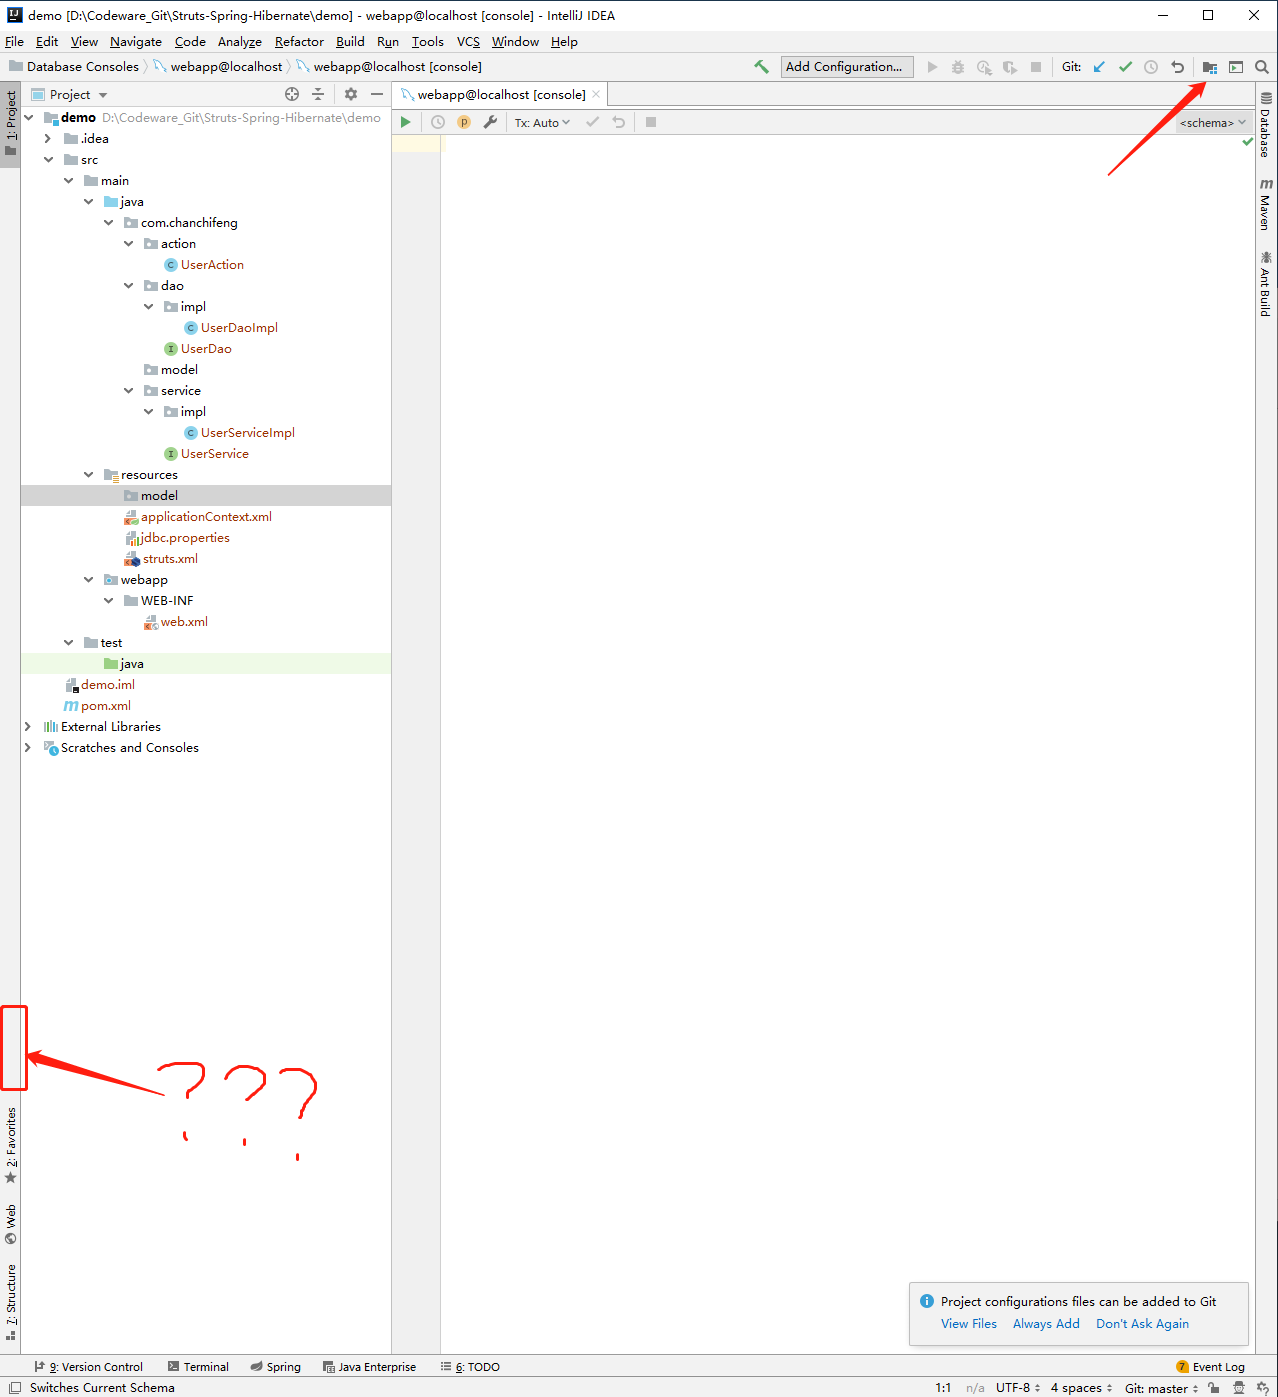 demo [D:\Codeware_Git\Struts-Spring-Hibernate\demo] - webapp@localhost [console] - IntelliJ IDEA
File Edit View Navigate Code Analyze Refactor Build Run Tools VCS Window Help
Database Consoles webapp@localhost webapp@localhost [console] Add Configuration... Git:
1: Project
Project
webapp@localhost [console]
demo D:\Codeware_Git\Struts-Spring-Hibernate\demo
Tx: Auto
<schema>
Database
Maven
Ant Build
.idea
src
main
java
com.chanchifeng
action
UserAction
dao
impl
UserDaoImpl
UserDao
model
service
impl
UserServiceImpl
UserService
resources
model
applicationContext.xml
jdbc.properties
struts.xml
webapp
WEB-INF
web.xml
test
java
demo.iml
pom.xml
External Libraries
Scratches and Consoles
? ? ?
2: Favorites
Web
7: Structure
Project configurations files can be added to Git
View Files Always Add Don't Ask Again
9: Version Control Terminal Spring Java Enterprise 6: TODO 7 Event Log
Switches Current Schema 1:1 n/a UTF-8 4 spaces Git: master